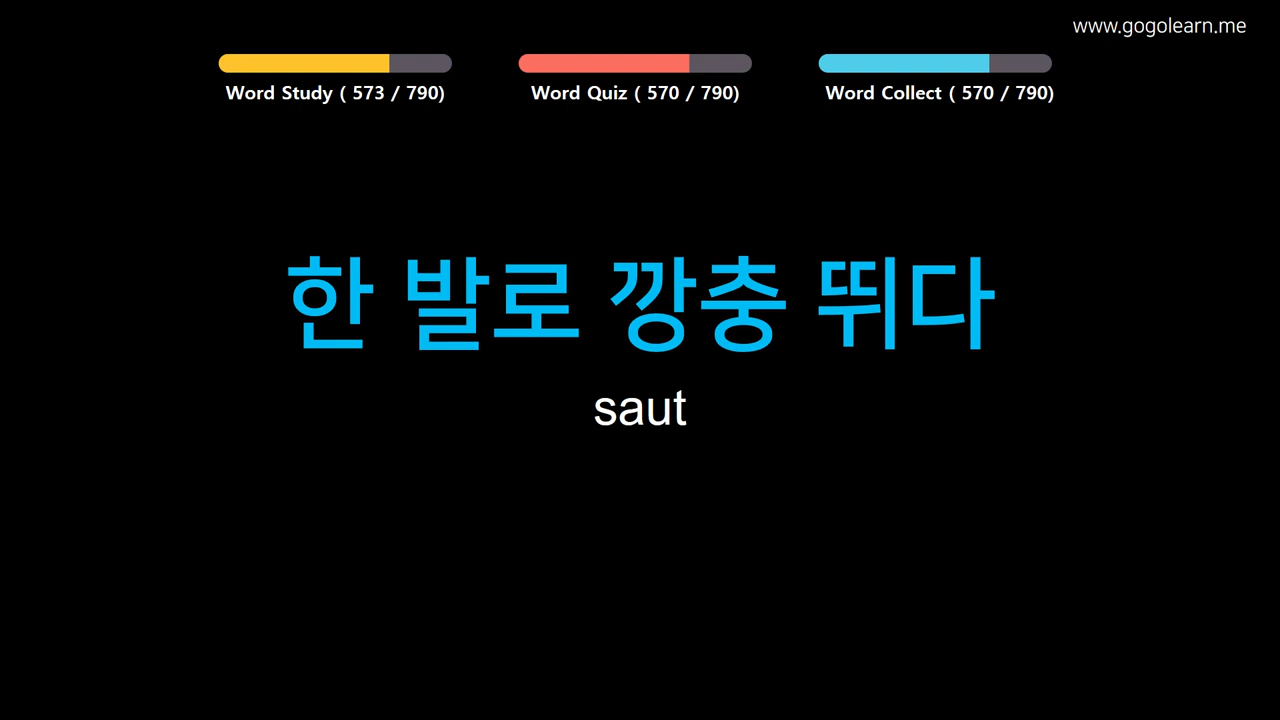 www.gogolearn.me
Word Study ( 573 / 790)
Word Quiz ( 570 / 790)
Word Collect ( 570 / 790)
한 발로 깡충 뛰다
saut